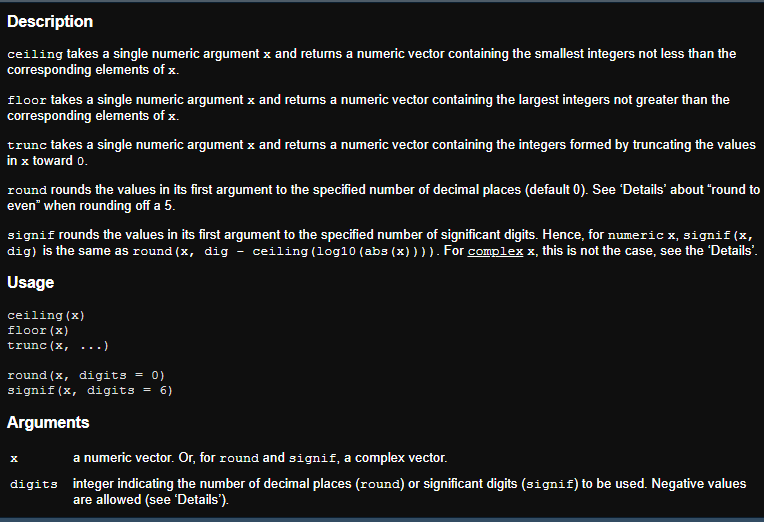 Description
ceiling takes a single numeric argument x and returns a numeric vector containing the smallest integers not less than the
corresponding elements of x.
floor takes a single numeric argument x and returns a numeric vector containing the largest integers not greater than the
corresponding elements of x.
trunc takes a single numeric argument x and returns a numeric vector containing the integers formed by truncating the values
in x toward 0.
round rounds the values in its first argument to the specified number of decimal places (default 0). See ‘Details’ about “round to
even” when rounding off a 5.
signif rounds the values in its first argument to the specified number of significant digits. Hence, for numeric x, signif(x,
dig) is the same as round(x, dig - ceiling(log10(abs(x)))). For complex x, this is not the case, see the ‘Details’.
Usage
ceiling(x)
floor(x)
trunc(x, ...)
round(x, digits = 0)
signif(x, digits = 6)
Arguments
x a numeric vector. Or, for round and signif, a complex vector.
digits integer indicating the number of decimal places (round) or significant digits (signif) to be used. Negative values
are allowed (see ‘Details’).